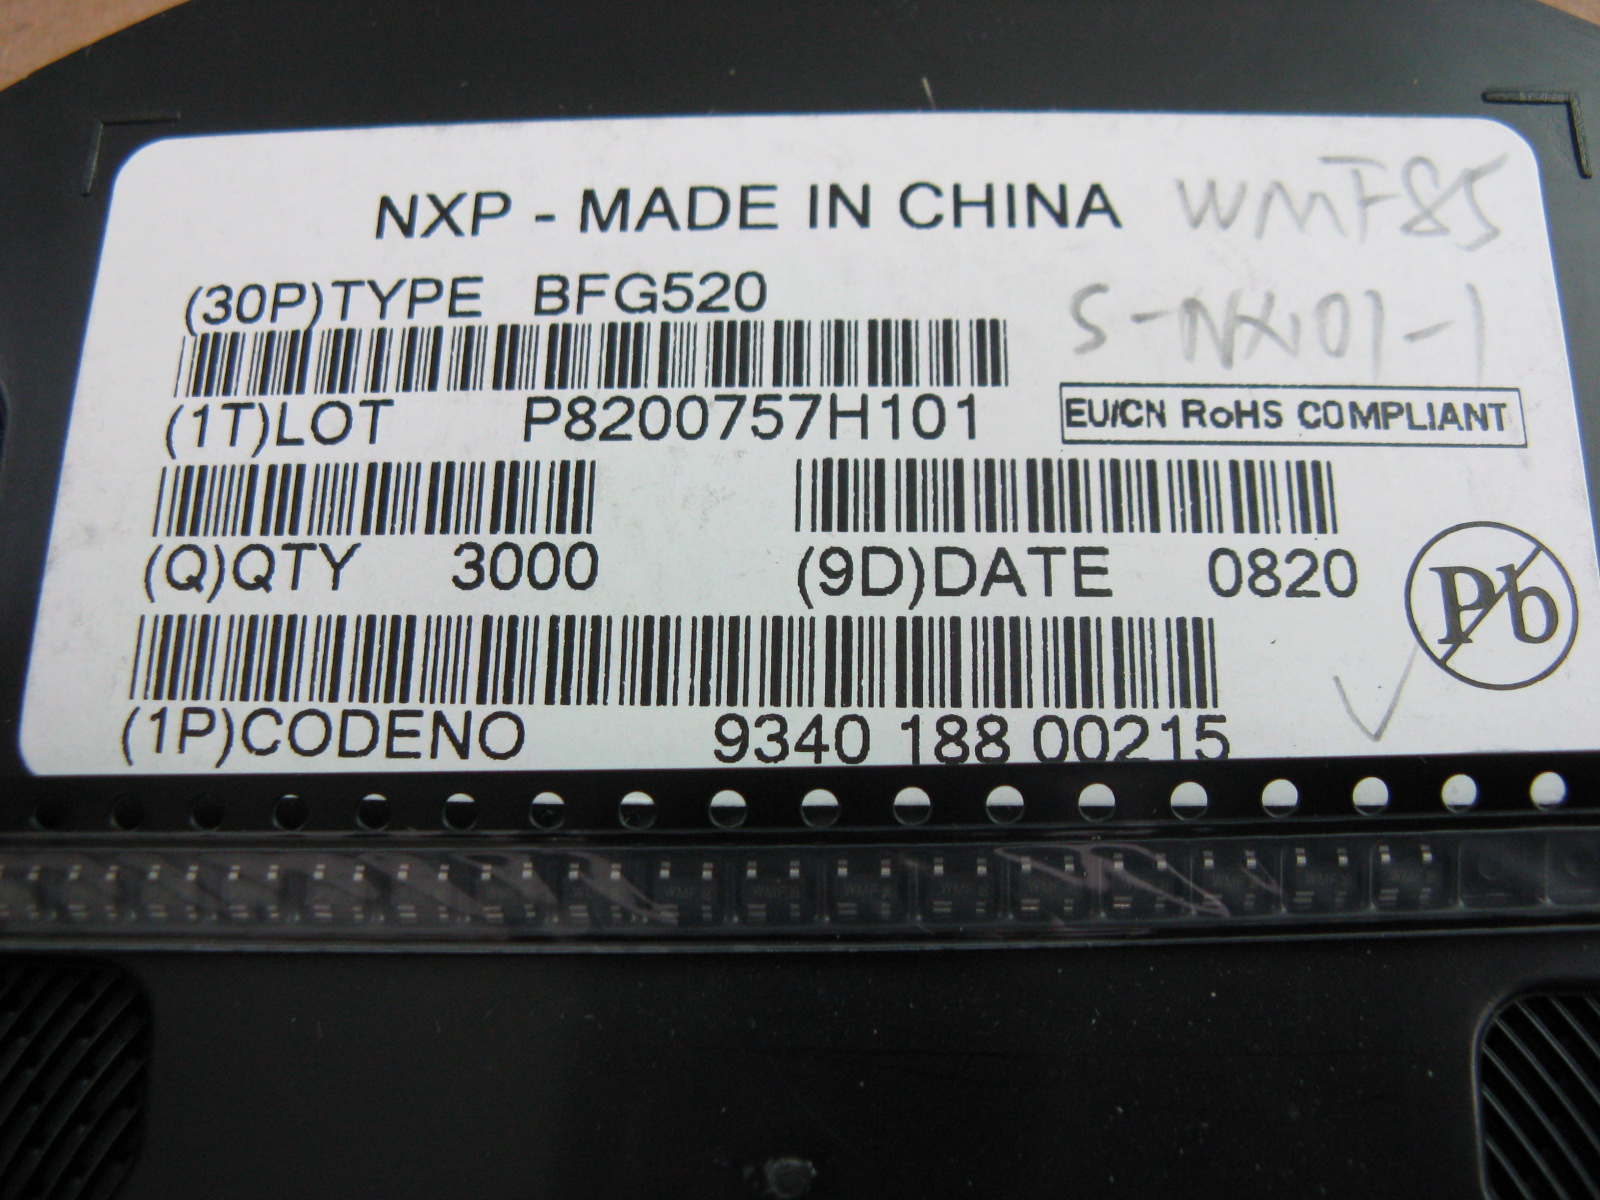 NXP - MADE IN CHINA WMF85
(30P)TYPE BFG520
S-NX01-1
(1T)LOT P8200757H101
EU/CN RoHS COMPLIANT
(Q)QTY 3000 (9D)DATE 0820
Pb
(1P)CODENO 9340 188 00215